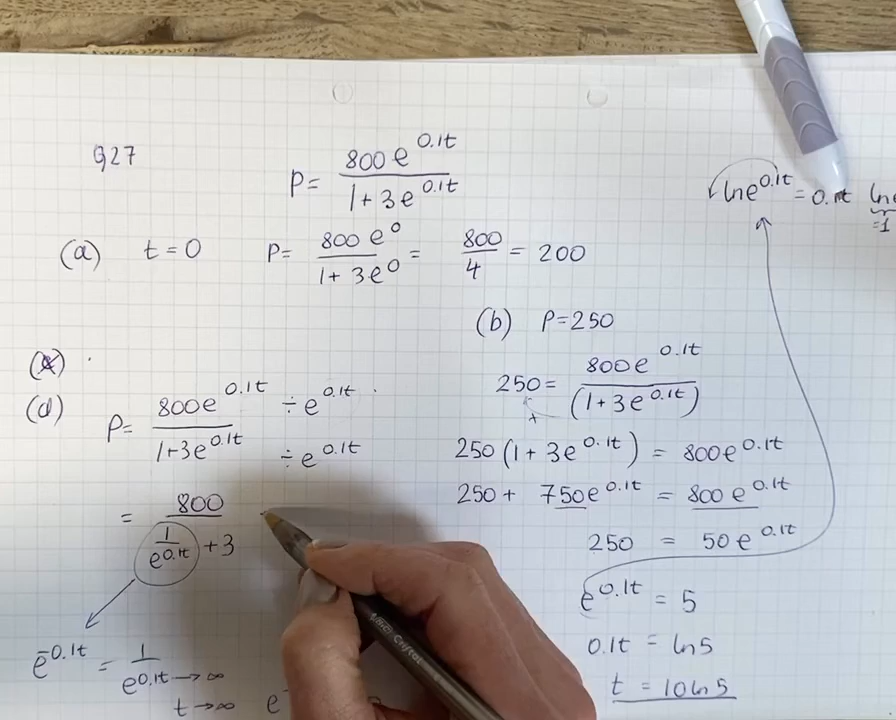 Q27
P = 800e^0.1t / 1 + 3e^0.1t
lne^0.1t = 0.1t
=1
(a) t = 0 P = 800e^0 / 1 + 3e^0 = 800 / 4 = 200
(b) P = 250
250 = 800e^0.1t / (1 + 3e^0.1t)
250(1 + 3e^0.1t) = 800e^0.1t
250 + 750e^0.1t = 800e^0.1t
250 = 50e^0.1t
e^0.1t = 5
0.1t = ln5
t = 10ln5
(d) P = 800e^0.1t / 1 + 3e^0.1t ÷ e^0.1t ÷ e^0.1t
= 800 / 1/e^0.1t + 3
e^-0.1t = 1 / e^0.1t → ∞
t → ∞